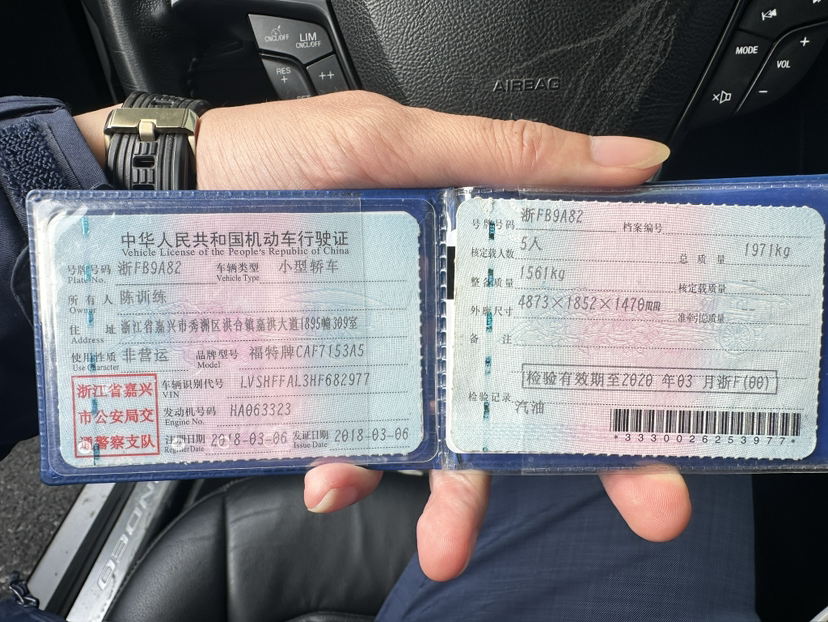 CNCL/OFF
LIM
CNCL/OFF
RES
+
++
AIRBAG
MODE
+
VOL
−
中华人民共和国机动车行驶证
Vehicle License of the People's Republic of China
号牌号码 浙FB9A82 车辆类型 小型轿车
Plate No. Vehicle Type
所有人 陈训练
Owner
住 址 浙江省嘉兴市秀洲区洪合镇嘉洪大道1895幢309室
Address
使用性质 非营运 品牌型号 福特牌CAF7153A5
Use Character Model
浙江省嘉兴
市公安局交
通警察支队
车辆识别代号 LVSHFFAL3HF682977
VIN
发动机号码 HA063323
Engine No.
注册日期 2018-03-06 发证日期 2018-03-06
Register Date Issue Date
号牌号码 浙FB9A82 档案编号
核定载人数 5人 总质量 1971kg
整备质量 1561kg 核定载质量 --
外廓尺寸 4873×1852×1470mm 准牵引总质量 --
备 注
检验有效期至2020 年03 月浙F(00)
检验记录
汽油
*3330026253977*